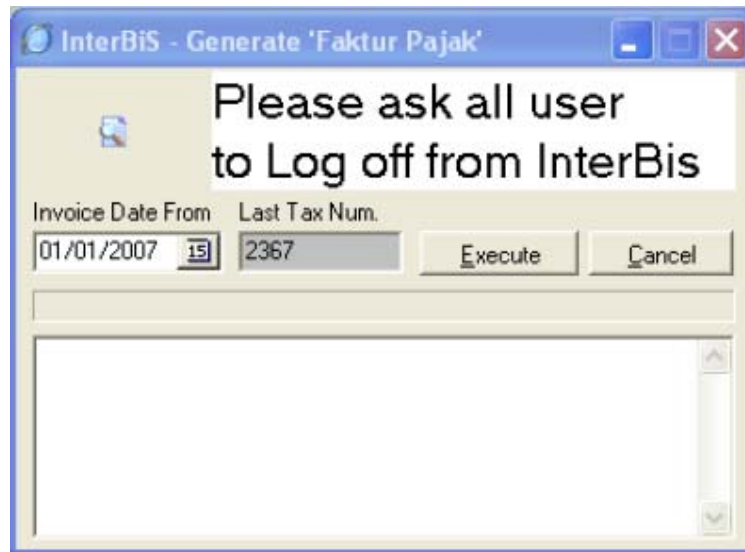 InterBiS - Generate 'Faktur Pajak'
Please ask all user
to Log off from InterBis
Invoice Date From Last Tax Num.
01/01/2007 15 2367 Execute Cancel